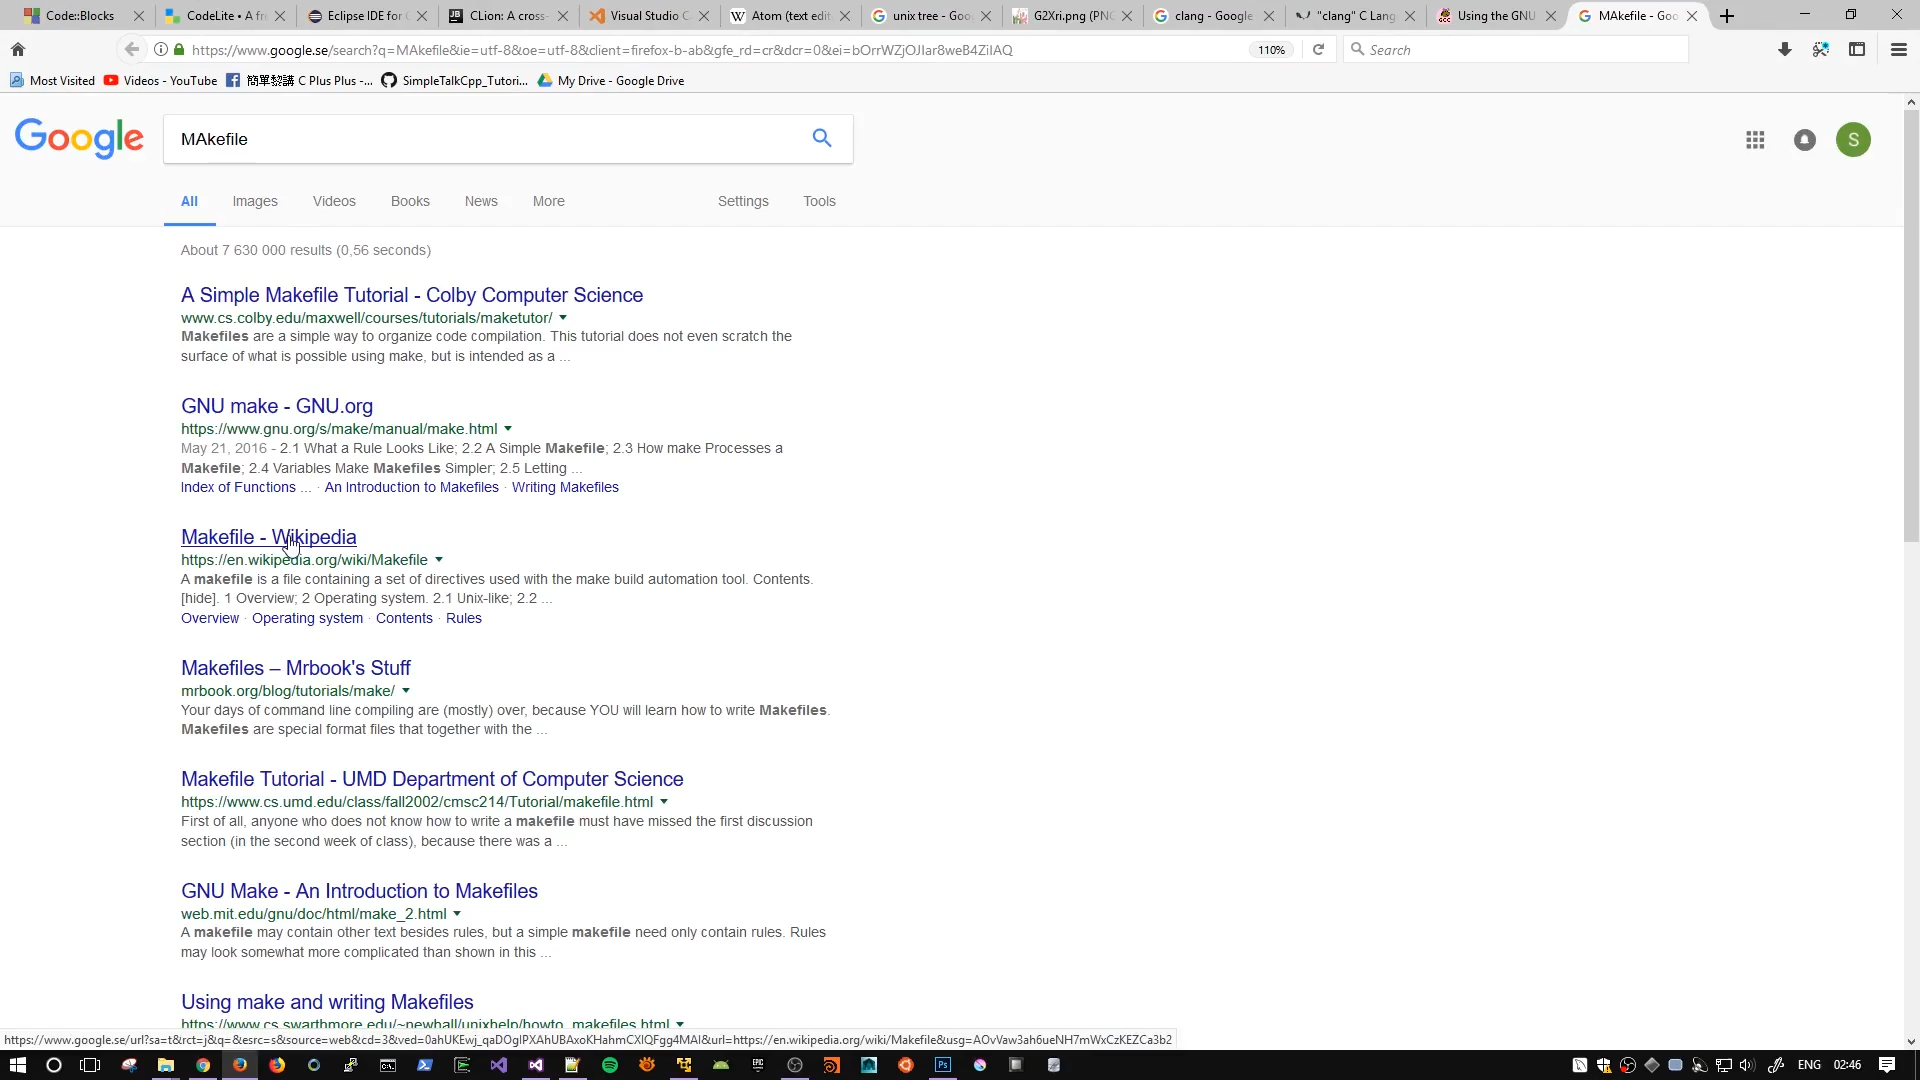 Code::Blocks
CodeLite - A fr
Eclipse IDE for C
CLion: A cross-
Visual Studio C
Atom (text edit
unix tree - Goo
G2Xri.png (PNG
clang - Google
"clang" C Lang
Using the GNU
MAkefile - Goo
https://www.google.se/search?q=MAkefile&ie=utf-8&oe=utf-8&client=firefox-b-ab&gfe_rd=cr&dcr=0&ei=bOrrWZjOJIar8weB4ZiIAQ
110%
Search
Most Visited
Videos - YouTube
簡單黎講 C Plus Plus -...
SimpleTalkCpp_Tutori...
My Drive - Google Drive
Google
MAkefile
S
All
Images
Videos
Books
News
More
Settings
Tools
About 7 630 000 results (0,56 seconds)
A Simple Makefile Tutorial - Colby Computer Science
www.cs.colby.edu/maxwell/courses/tutorials/maketutor/
Makefiles are a simple way to organize code compilation. This tutorial does not even scratch the
surface of what is possible using make, but is intended as a ...
GNU make - GNU.org
https://www.gnu.org/s/make/manual/make.html
May 21, 2016 - 2.1 What a Rule Looks Like; 2.2 A Simple Makefile; 2.3 How make Processes a
Makefile; 2.4 Variables Make Makefiles Simpler; 2.5 Letting ...
Index of Functions ... · An Introduction to Makefiles · Writing Makefiles
Makefile - Wikipedia
https://en.wikipedia.org/wiki/Makefile
A makefile is a file containing a set of directives used with the make build automation tool. Contents.
[hide]. 1 Overview; 2 Operating system. 2.1 Unix-like; 2.2 ...
Overview · Operating system · Contents · Rules
Makefiles – Mrbook's Stuff
mrbook.org/blog/tutorials/make/
Your days of command line compiling are (mostly) over, because YOU will learn how to write Makefiles.
Makefiles are special format files that together with the ...
Makefile Tutorial - UMD Department of Computer Science
https://www.cs.umd.edu/class/fall2002/cmsc214/Tutorial/makefile.html
First of all, anyone who does not know how to write a makefile must have missed the first discussion
section (in the second week of class), because there was a ...
GNU Make - An Introduction to Makefiles
web.mit.edu/gnu/doc/html/make_2.html
A makefile may contain other text besides rules, but a simple makefile need only contain rules. Rules
may look somewhat more complicated than shown in this ...
Using make and writing Makefiles
https://www.cs.swarthmore.edu/~newhall/unixhelp/howto_makefiles.html
https://www.google.se/url?sa=t&rct=j&q=&esrc=s&source=web&cd=3&ved=0ahUKEwj_qaDOglPXAhUBAxoKHahmCXIQFgg4MAI&url=https://en.wikipedia.org/wiki/Makefile&usg=AOvVaw3ah6ueNH7mWxCzKEZCa3b2
ENG
02:46